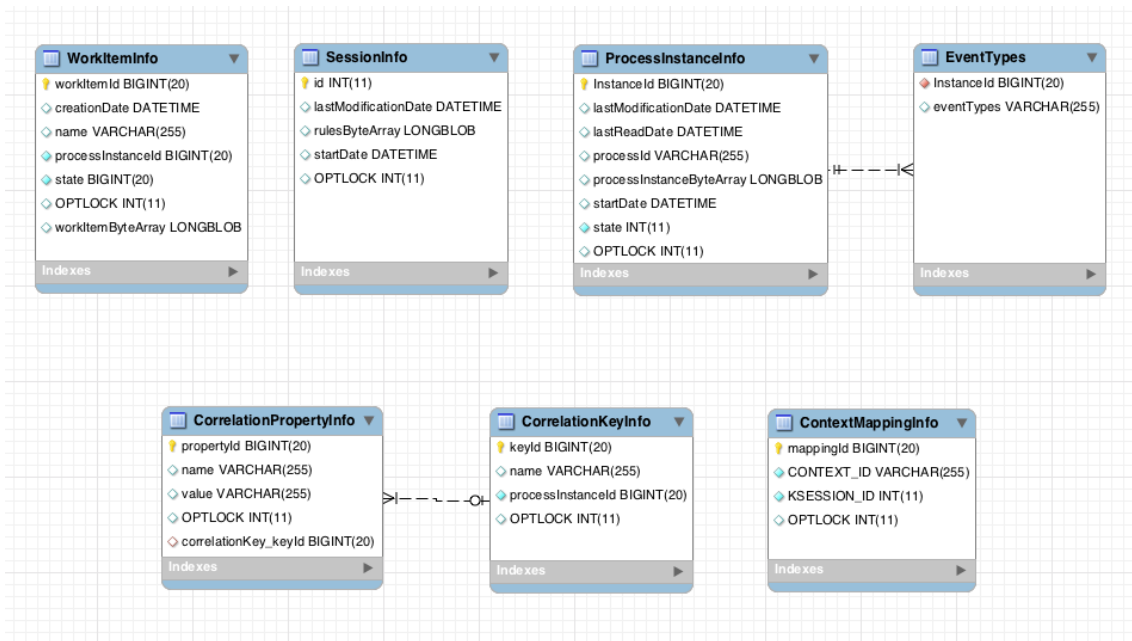 WorkItemInfo
workItemId BIGINT(20)
creationDate DATETIME
name VARCHAR(255)
processInstanceId BIGINT(20)
state BIGINT(20)
OPTLOCK INT(11)
workItemByteArray LONGBLOB
Indexes
SessionInfo
id INT(11)
lastModificationDate DATETIME
rulesByteArray LONGBLOB
startDate DATETIME
OPTLOCK INT(11)
Indexes
ProcessInstanceInfo
InstanceId BIGINT(20)
lastModificationDate DATETIME
lastReadDate DATETIME
processId VARCHAR(255)
processInstanceByteArray LONGBLOB
startDate DATETIME
state INT(11)
OPTLOCK INT(11)
Indexes
EventTypes
InstanceId BIGINT(20)
eventTypes VARCHAR(255)
Indexes
CorrelationPropertyInfo
propertyId BIGINT(20)
name VARCHAR(255)
value VARCHAR(255)
OPTLOCK INT(11)
correlationKey_keyId BIGINT(20)
Indexes
CorrelationKeyInfo
keyId BIGINT(20)
name VARCHAR(255)
processInstanceId BIGINT(20)
OPTLOCK INT(11)
Indexes
ContextMappingInfo
mappingId BIGINT(20)
CONTEXT_ID VARCHAR(255)
KSESSION_ID INT(11)
OPTLOCK INT(11)
Indexes